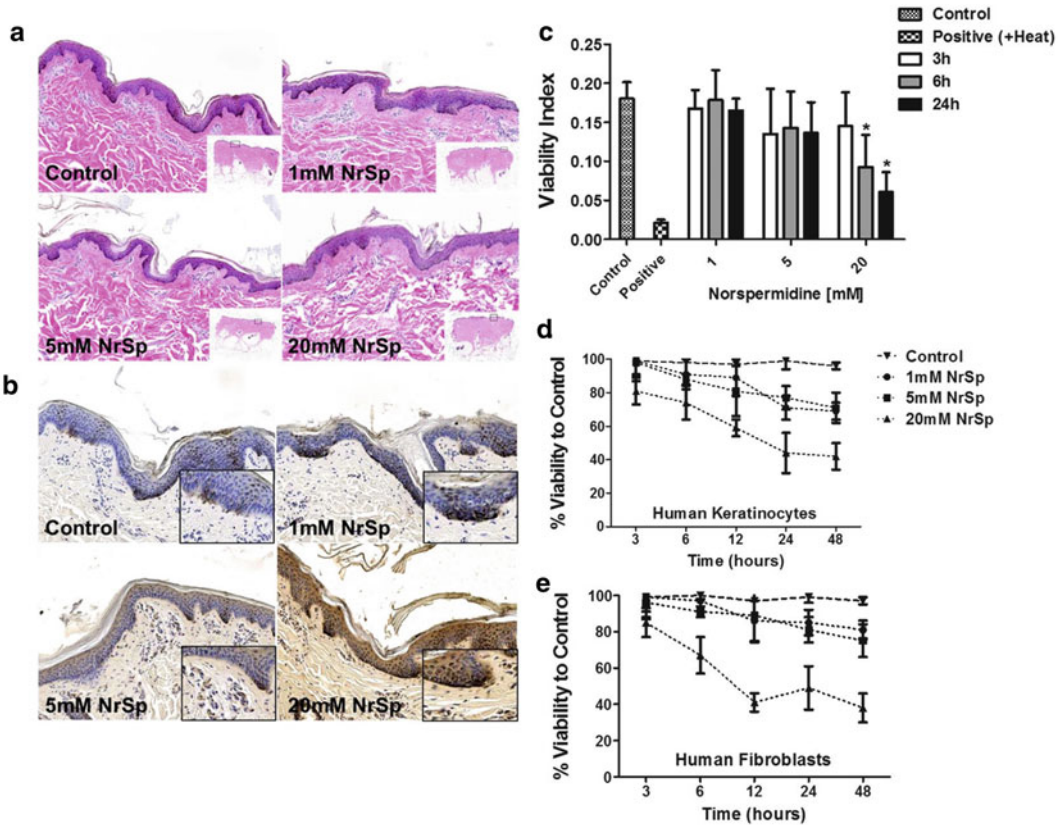 a
Control
1mM NrSp
5mM NrSp
20mM NrSp
b
Control
1mM NrSp
5mM NrSp
20mM NrSp
c
Control
Positive (+Heat)
3h
6h
24h
Viability Index
0.25
0.20
0.15
0.10
0.05
0.00
* *
Control
Positive
1
5
20
Norspermidine [mM]
d
% Viability to Control
100
80
60
40
20
0
Human Keratinocytes
3 6 12 24 48
Time (hours)
Control
1mM NrSp
5mM NrSp
20mM NrSp
e
% Viability to Control
100
80
60
40
20
0
Human Fibroblasts
3 6 12 24 48
Time (hours)